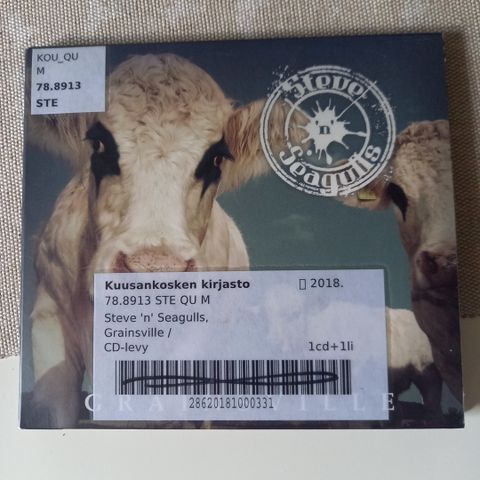 KOU_QU
M
78.8913
STE
Steve
'n'
Seagulls
Kuusankosken kirjasto 2018.
78.8913 STE QU M
Steve 'n' Seagulls,
Grainsville /
CD-levy 1cd+1li
28620181000331